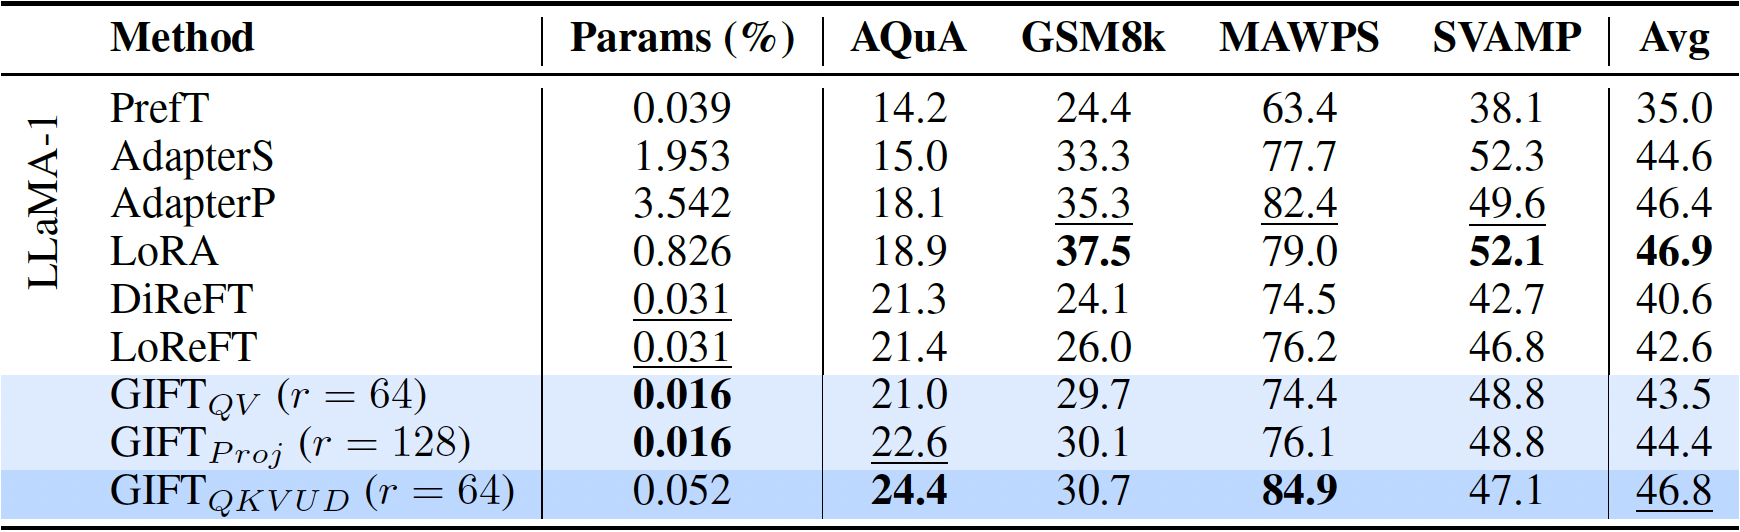 Method Params (%) AQuA GSM8k MAWPS SVAMP Avg
LLaMA-1
PrefT 0.039 14.2 24.4 63.4 38.1 35.0
AdapterS 1.953 15.0 33.3 77.7 52.3 44.6
AdapterP 3.542 18.1 35.3 82.4 49.6 46.4
LoRA 0.826 18.9 37.5 79.0 52.1 46.9
DiReFT 0.031 21.3 24.1 74.5 42.7 40.6
LoReFT 0.031 21.4 26.0 76.2 46.8 42.6
GIFT_QV (r = 64) 0.016 21.0 29.7 74.4 48.8 43.5
GIFT_Proj (r = 128) 0.016 22.6 30.1 76.1 48.8 44.4
GIFT_QKVUD (r = 64) 0.052 24.4 30.7 84.9 47.1 46.8